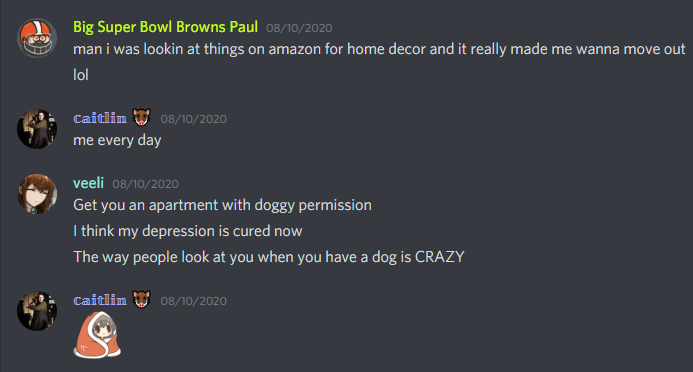 Big Super Bowl Browns Paul 08/10/2020
man i was lookin at things on amazon for home decor and it really made me wanna move out
lol
𝕔𝕒𝕚𝕥𝕝𝕚𝕟 08/10/2020
me every day
veeli 08/10/2020
Get you an apartment with doggy permission
I think my depression is cured now
The way people look at you when you have a dog is CRAZY
𝕔𝕒𝕚𝕥𝕝𝕚𝕟 08/10/2020